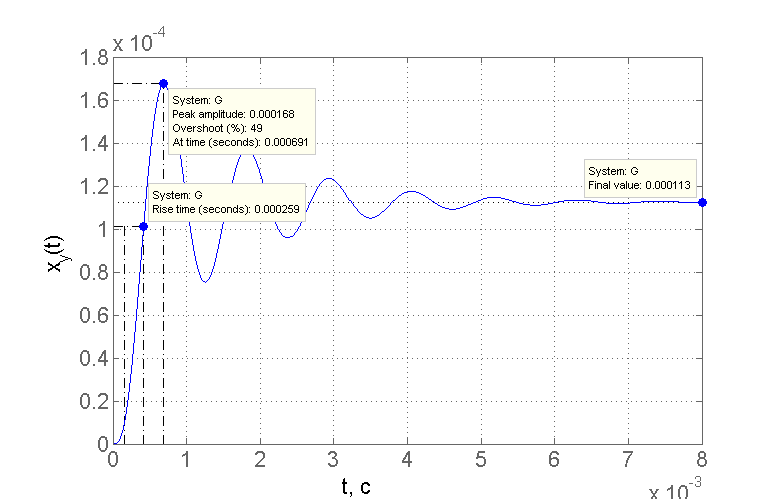 x 10⁻⁴
1.8
1.6
1.4
1.2
1
0.8
0.6
0.4
0.2
0
x_y(t)
System: G
Peak amplitude: 0.000168
Overshoot (%): 49
At time (seconds): 0.000691
System: G
Rise time (seconds): 0.000259
System: G
Final value: 0.000113
0 1 2 3 4 5 6 7 8
x 10⁻³
t, c